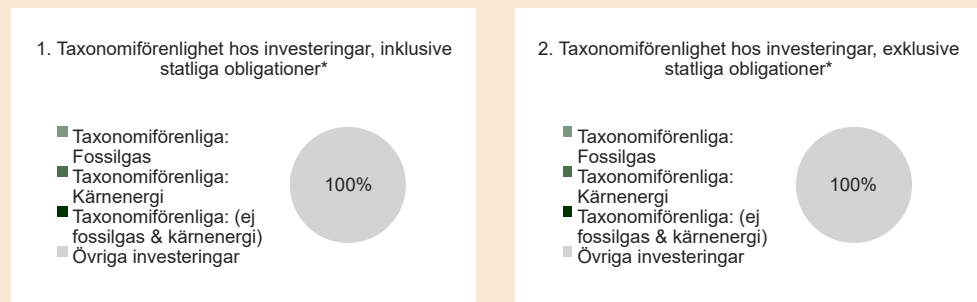 1. Taxonomiförenlighet hos investeringar, inklusive
statliga obligationer*
Taxonomiförenliga:
Fossilgas
Taxonomiförenliga:
Kärnenergi
Taxonomiförenliga: (ej
fossilgas & kärnenergi)
Övriga investeringar
100%
2. Taxonomiförenlighet hos investeringar, exklusive
statliga obligationer*
Taxonomiförenliga:
Fossilgas
Taxonomiförenliga:
Kärnenergi
Taxonomiförenliga: (ej
fossilgas & kärnenergi)
Övriga investeringar
100%